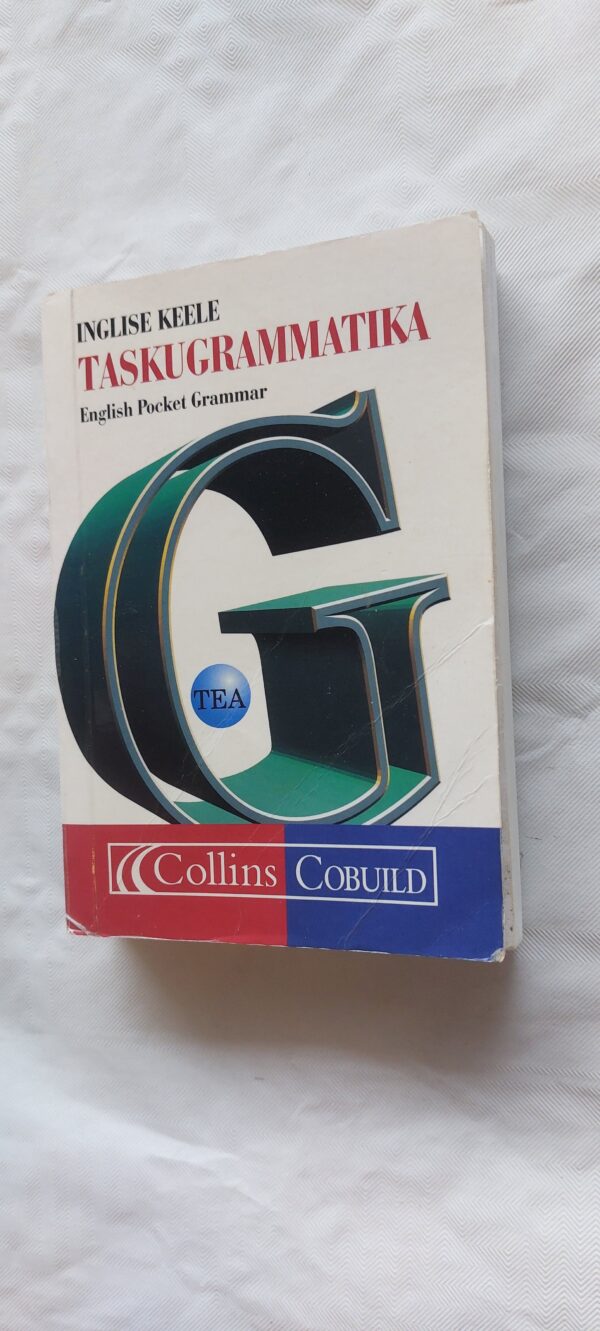 INGLISE KEELE
TASKUGRAMMATIKA
English Pocket Grammar
G
TEA
Collins COBUILD